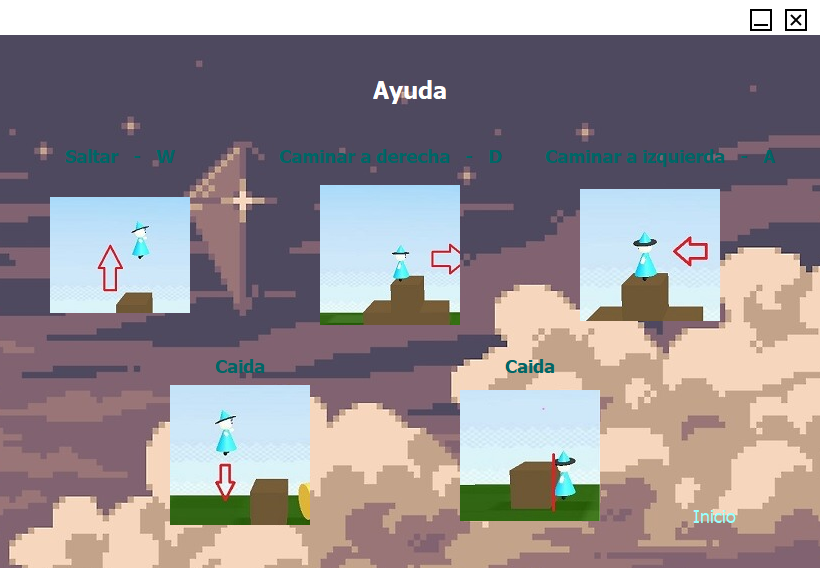 Ayuda
Saltar - W
Caminar a derecha - D
Caminar a izquierda - A
Caida
Caida
Inicio